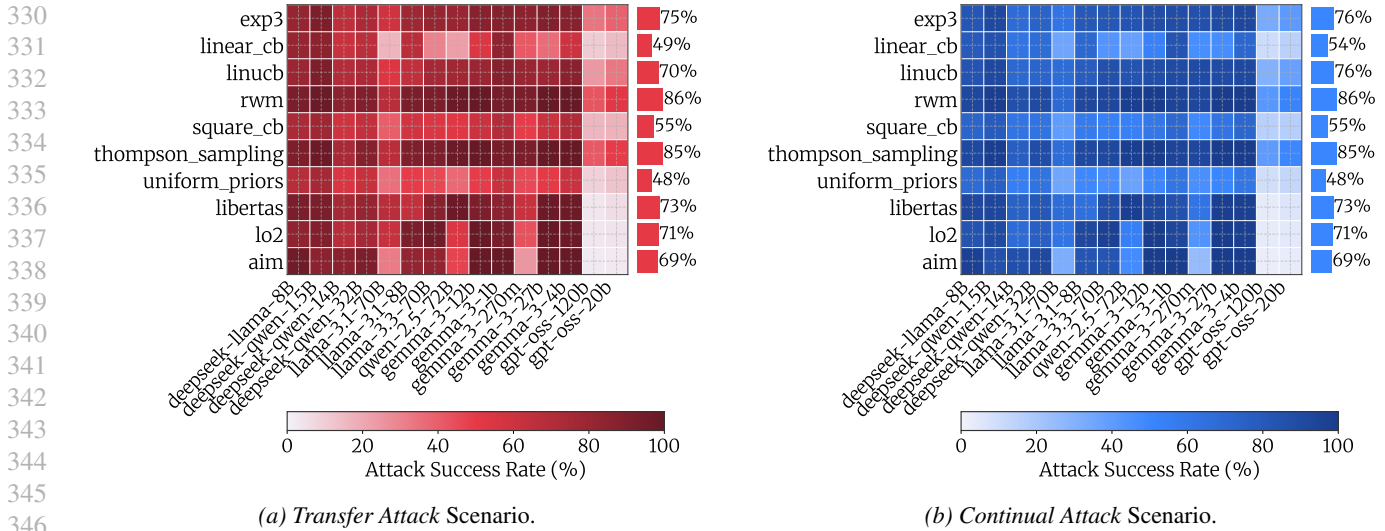 330
331
332
333
334
335
336
337
338
339
340
341
342
343
344
345
346
exp3
linear_cb
linucb
rwm
square_cb
thompson_sampling
uniform_priors
libertas
lo2
aim
75%
49%
70%
86%
55%
85%
48%
73%
71%
69%
deepseek-llama-8B
deepseek-qwen-1.5B
deepseek-qwen-14B
deepseek-qwen-32B
llama-3.1-70B
llama-3.1-8B
llama-3.3-70B
qwen-2.5-72B
gemma-3-12b
gemma-3-1b
gemma-3-270m
gemma-3-27b
gemma-3-4b
gpt-oss-120b
gpt-oss-20b
0 20 40 60 80 100
Attack Success Rate (%)
(a) Transfer Attack Scenario.
exp3
linear_cb
linucb
rwm
square_cb
thompson_sampling
uniform_priors
libertas
lo2
aim
76%
54%
76%
86%
55%
85%
48%
73%
71%
69%
deepseek-llama-8B
deepseek-qwen-1.5B
deepseek-qwen-14B
deepseek-qwen-32B
llama-3.1-70B
llama-3.1-8B
llama-3.3-70B
qwen-2.5-72B
gemma-3-12b
gemma-3-1b
gemma-3-270m
gemma-3-27b
gemma-3-4b
gpt-oss-120b
gpt-oss-20b
0 20 40 60 80 100
Attack Success Rate (%)
(b) Continual Attack Scenario.